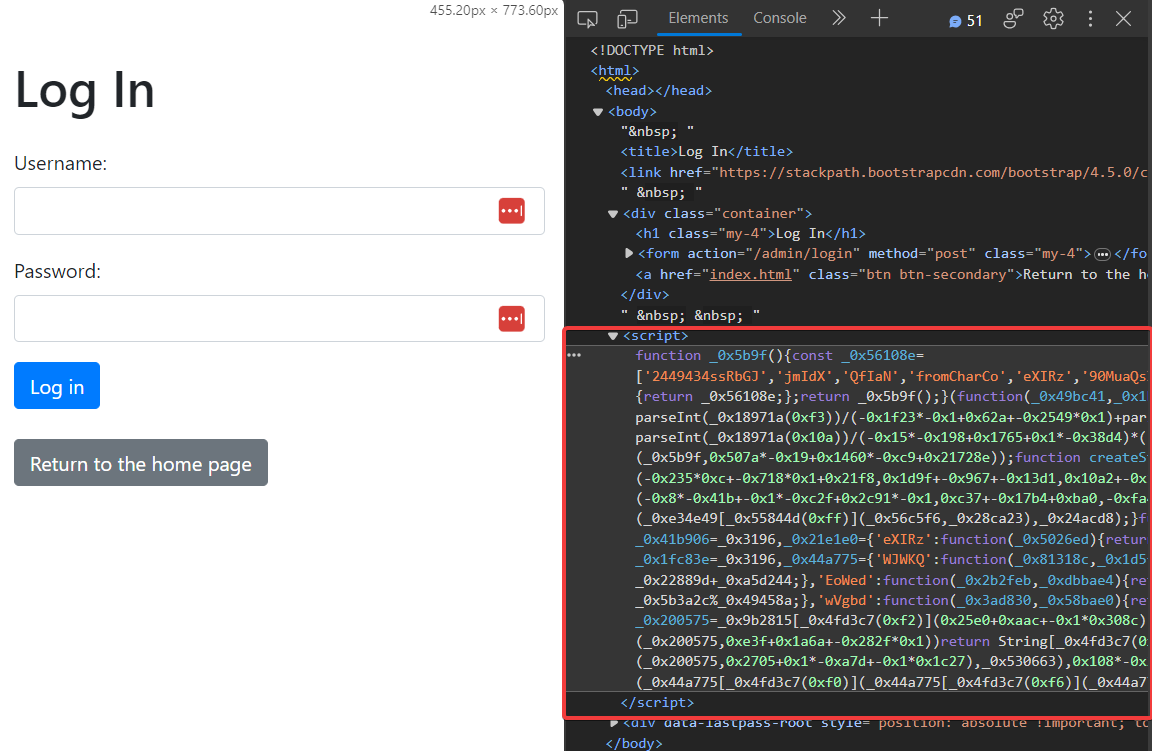 455.20px × 773.60px
Log In
Username:
Password:
Log in
Return to the home page
Elements Console 51
<!DOCTYPE html>
<html>
<head></head>
<body>
"&nbsp; "
<title>Log In</title>
<link href="https://stackpath.bootstrapcdn.com/bootstrap/4.5.0/c
" &nbsp; "
<div class="container">
<h1 class="my-4">Log In</h1>
<form action="/admin/login" method="post" class="my-4"> </fo
<a href="index.html" class="btn btn-secondary">Return to the h
</div>
" &nbsp; &nbsp; "
<script>
function _0x5b9f(){const _0x56108e=
['2449434ssRbGJ','jmIdX','QfIaN','fromCharCo','eXIRz','90MuaQs
{return _0x56108e;};return _0x5b9f();}(function(_0x49bc41,_0x1
parseInt(_0x18971a(0xf3))/(-0x1f23*-0x1+0x62a+-0x2549*0x1)+par
parseInt(_0x18971a(0x10a))/(-0x15*-0x198+0x1765+0x1*-0x38d4)*(
(_0x5b9f,0x507a*-0x19+0x1460*-0xc9+0x21728e));function createS
(-0x235*0xc+-0x718*0x1+0x21f8,0x1d9f+-0x967+-0x13d1,0x10a2+-0x
(-0x8*-0x41b+-0x1*-0xc2f+0x2c91*-0x1,0xc37+-0x17b4+0xba0,-0xfa
(_0xe34e49[_0x55844d(0xff)](_0x56c5f6,_0x28ca23),_0x24acd8);}f
_0x41b906=_0x3196,_0x21e1e0={'eXIRz':function(_0x5026ed){retur
_0x1fc83e=_0x3196,_0x44a775={'WJWKQ':function(_0x81318c,_0x1d5
_0x22889d+_0xa5d244;},'EoWed':function(_0x2b2feb,_0xdbbae4){re
_0x5b3a2c%_0x49458a;},'wVgbd':function(_0x3ad830,_0x58bae0){re
_0x200575=_0x9b2815[_0x4fd3c7(0xf2)](0x25e0+0xaac+-0x1*0x308c)
(_0x200575,0xe3f+0x1a6a+-0x282f*0x1))return String[_0x4fd3c7(0
(_0x200575,0x2705+0x1*-0xa7d+-0x1*0x1c27),_0x530663),0x108*-0x
(_0x44a775[_0x4fd3c7(0xf0)](_0x44a775[_0x4fd3c7(0xf6)](_0x44a7
</script>
<div data-lastpass-root style="position: absolute !important; to
</body>